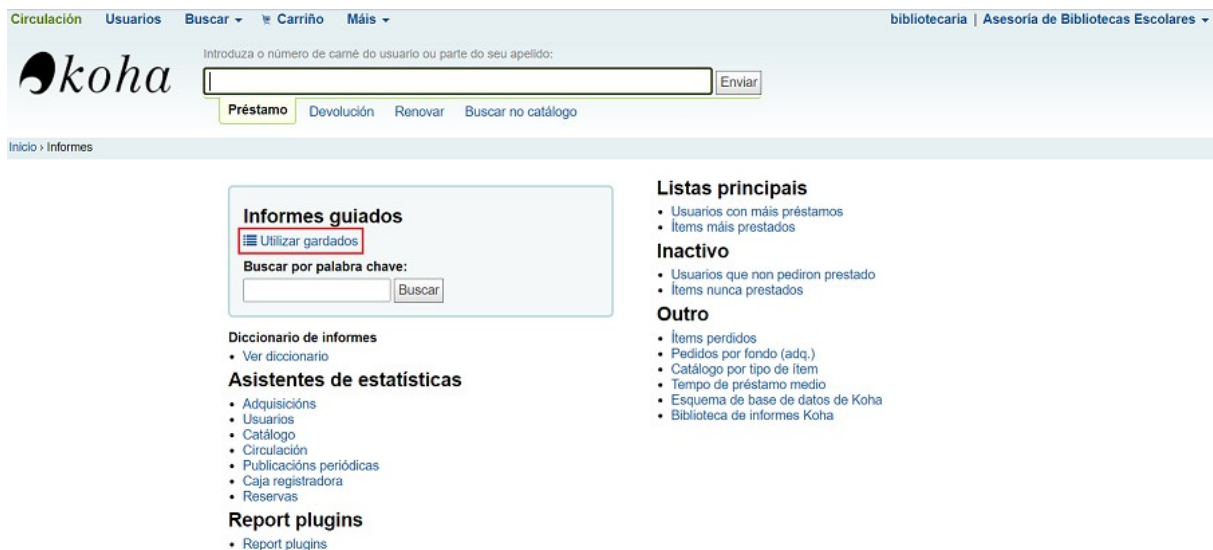 Circulación Usuarios Buscar Carriño Máis bibliotecaria | Asesoría de Bibliotecas Escolares
koha
Introduza o número de carné do usuario ou parte do seu apelido:
Enviar
Préstamo Devolución Renovar Buscar no catálogo
Inicio › Informes
Informes guiados
Utilizar gardados
Buscar por palabra chave:
Buscar
Diccionario de informes
• Ver diccionario
Asistentes de estatísticas
• Adquisicións
• Usuarios
• Catálogo
• Circulación
• Publicacións periódicas
• Caja registradora
• Reservas
Report plugins
• Report plugins
Listas principais
• Usuarios con máis préstamos
• Ítems máis prestados
Inactivo
• Usuarios que non pediron prestado
• Ítems nunca prestados
Outro
• Ítems perdidos
• Pedidos por fondo (adq.)
• Catálogo por tipo de ítem
• Tempo de préstamo medio
• Esquema de base de datos de Koha
• Biblioteca de informes Koha